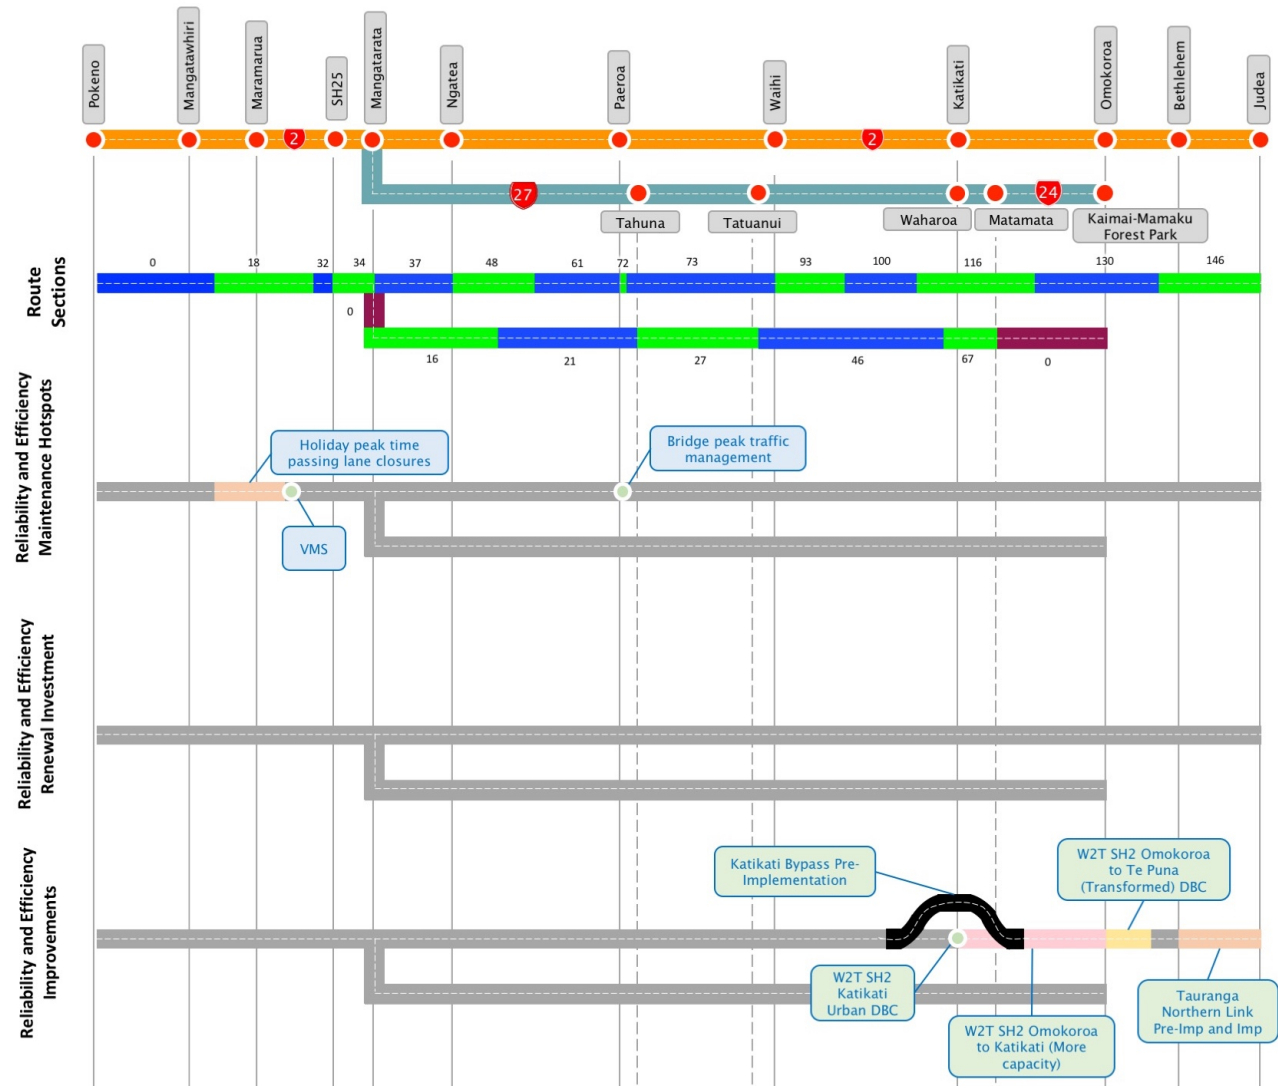 Pokeno
Mangatawhiri
Maramarua
SH25
Mangatarata
Ngatea
Paeroa
Waihi
Katikati
Omokoroa
Bethlehem
Judea
2
2
27
24
Tahuna
Tatuanui
Waharoa
Matamata
Kaimai-Mamaku
Forest Park
Route
Sections
0
18
32
34
37
48
61
72
73
93
100
116
130
146
0
16
21
27
46
67
0
Reliability and Efficiency
Maintenance Hotspots
Holiday peak time
passing lane closures
Bridge peak traffic
management
VMS
Reliability and Efficiency
Renewal Investment
Reliability and Efficiency
Improvements
Katikati Bypass Pre-
Implementation
W2T SH2 Omokoroa
to Te Puna
(Transformed) DBC
W2T SH2
Katikati
Urban DBC
W2T SH2 Omokoroa
to Katikati (More
capacity)
Tauranga
Northern Link
Pre-Imp and Imp